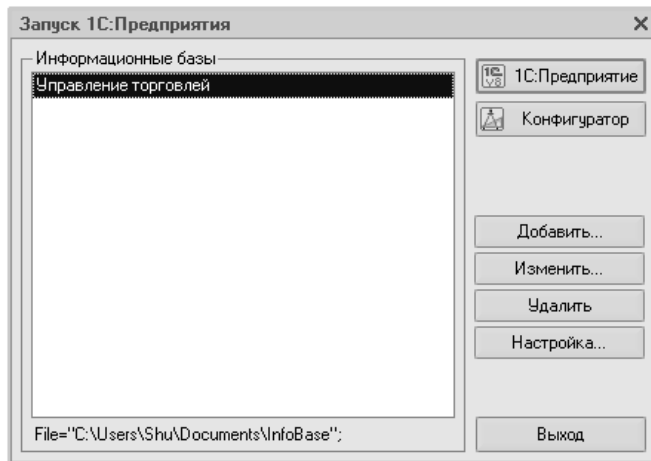 Запуск 1С:Предприятия
Информационные базы
Управление торговлей
File="C:\Users\Shu\Documents\InfoBase";
1С:Предприятие
Конфигуратор
Добавить...
Изменить...
Удалить
Настройка...
Выход